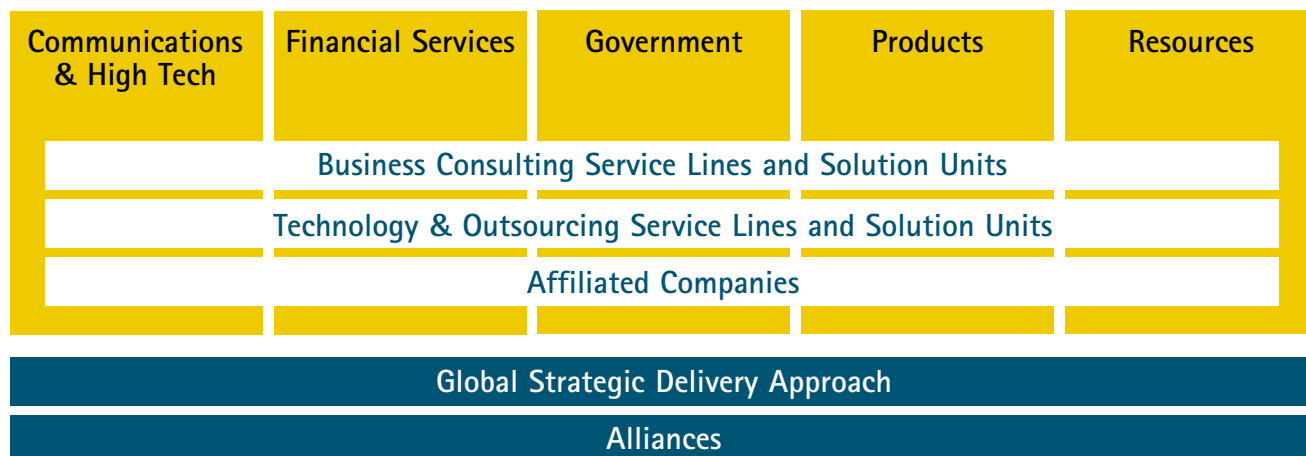 Communications
& High Tech
Financial Services
Government
Products
Resources
Business Consulting Service Lines and Solution Units
Technology & Outsourcing Service Lines and Solution Units
Affiliated Companies
Global Strategic Delivery Approach
Alliances